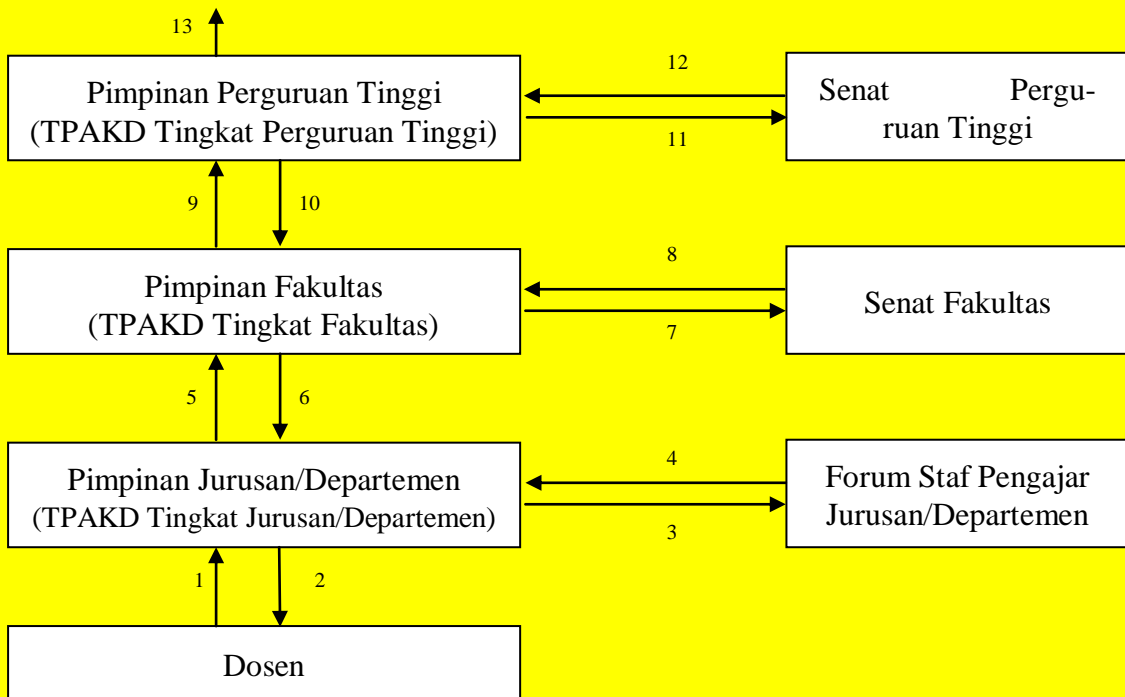 13
Pimpinan Perguruan Tinggi
(TPAKD Tingkat Perguruan Tinggi)
12
11
Senat Pergu-
ruan Tinggi
9
10
Pimpinan Fakultas
(TPAKD Tingkat Fakultas)
8
7
Senat Fakultas
5
6
Pimpinan Jurusan/Departemen
(TPAKD Tingkat Jurusan/Departemen)
4
3
Forum Staf Pengajar
Jurusan/Departemen
1
2
Dosen